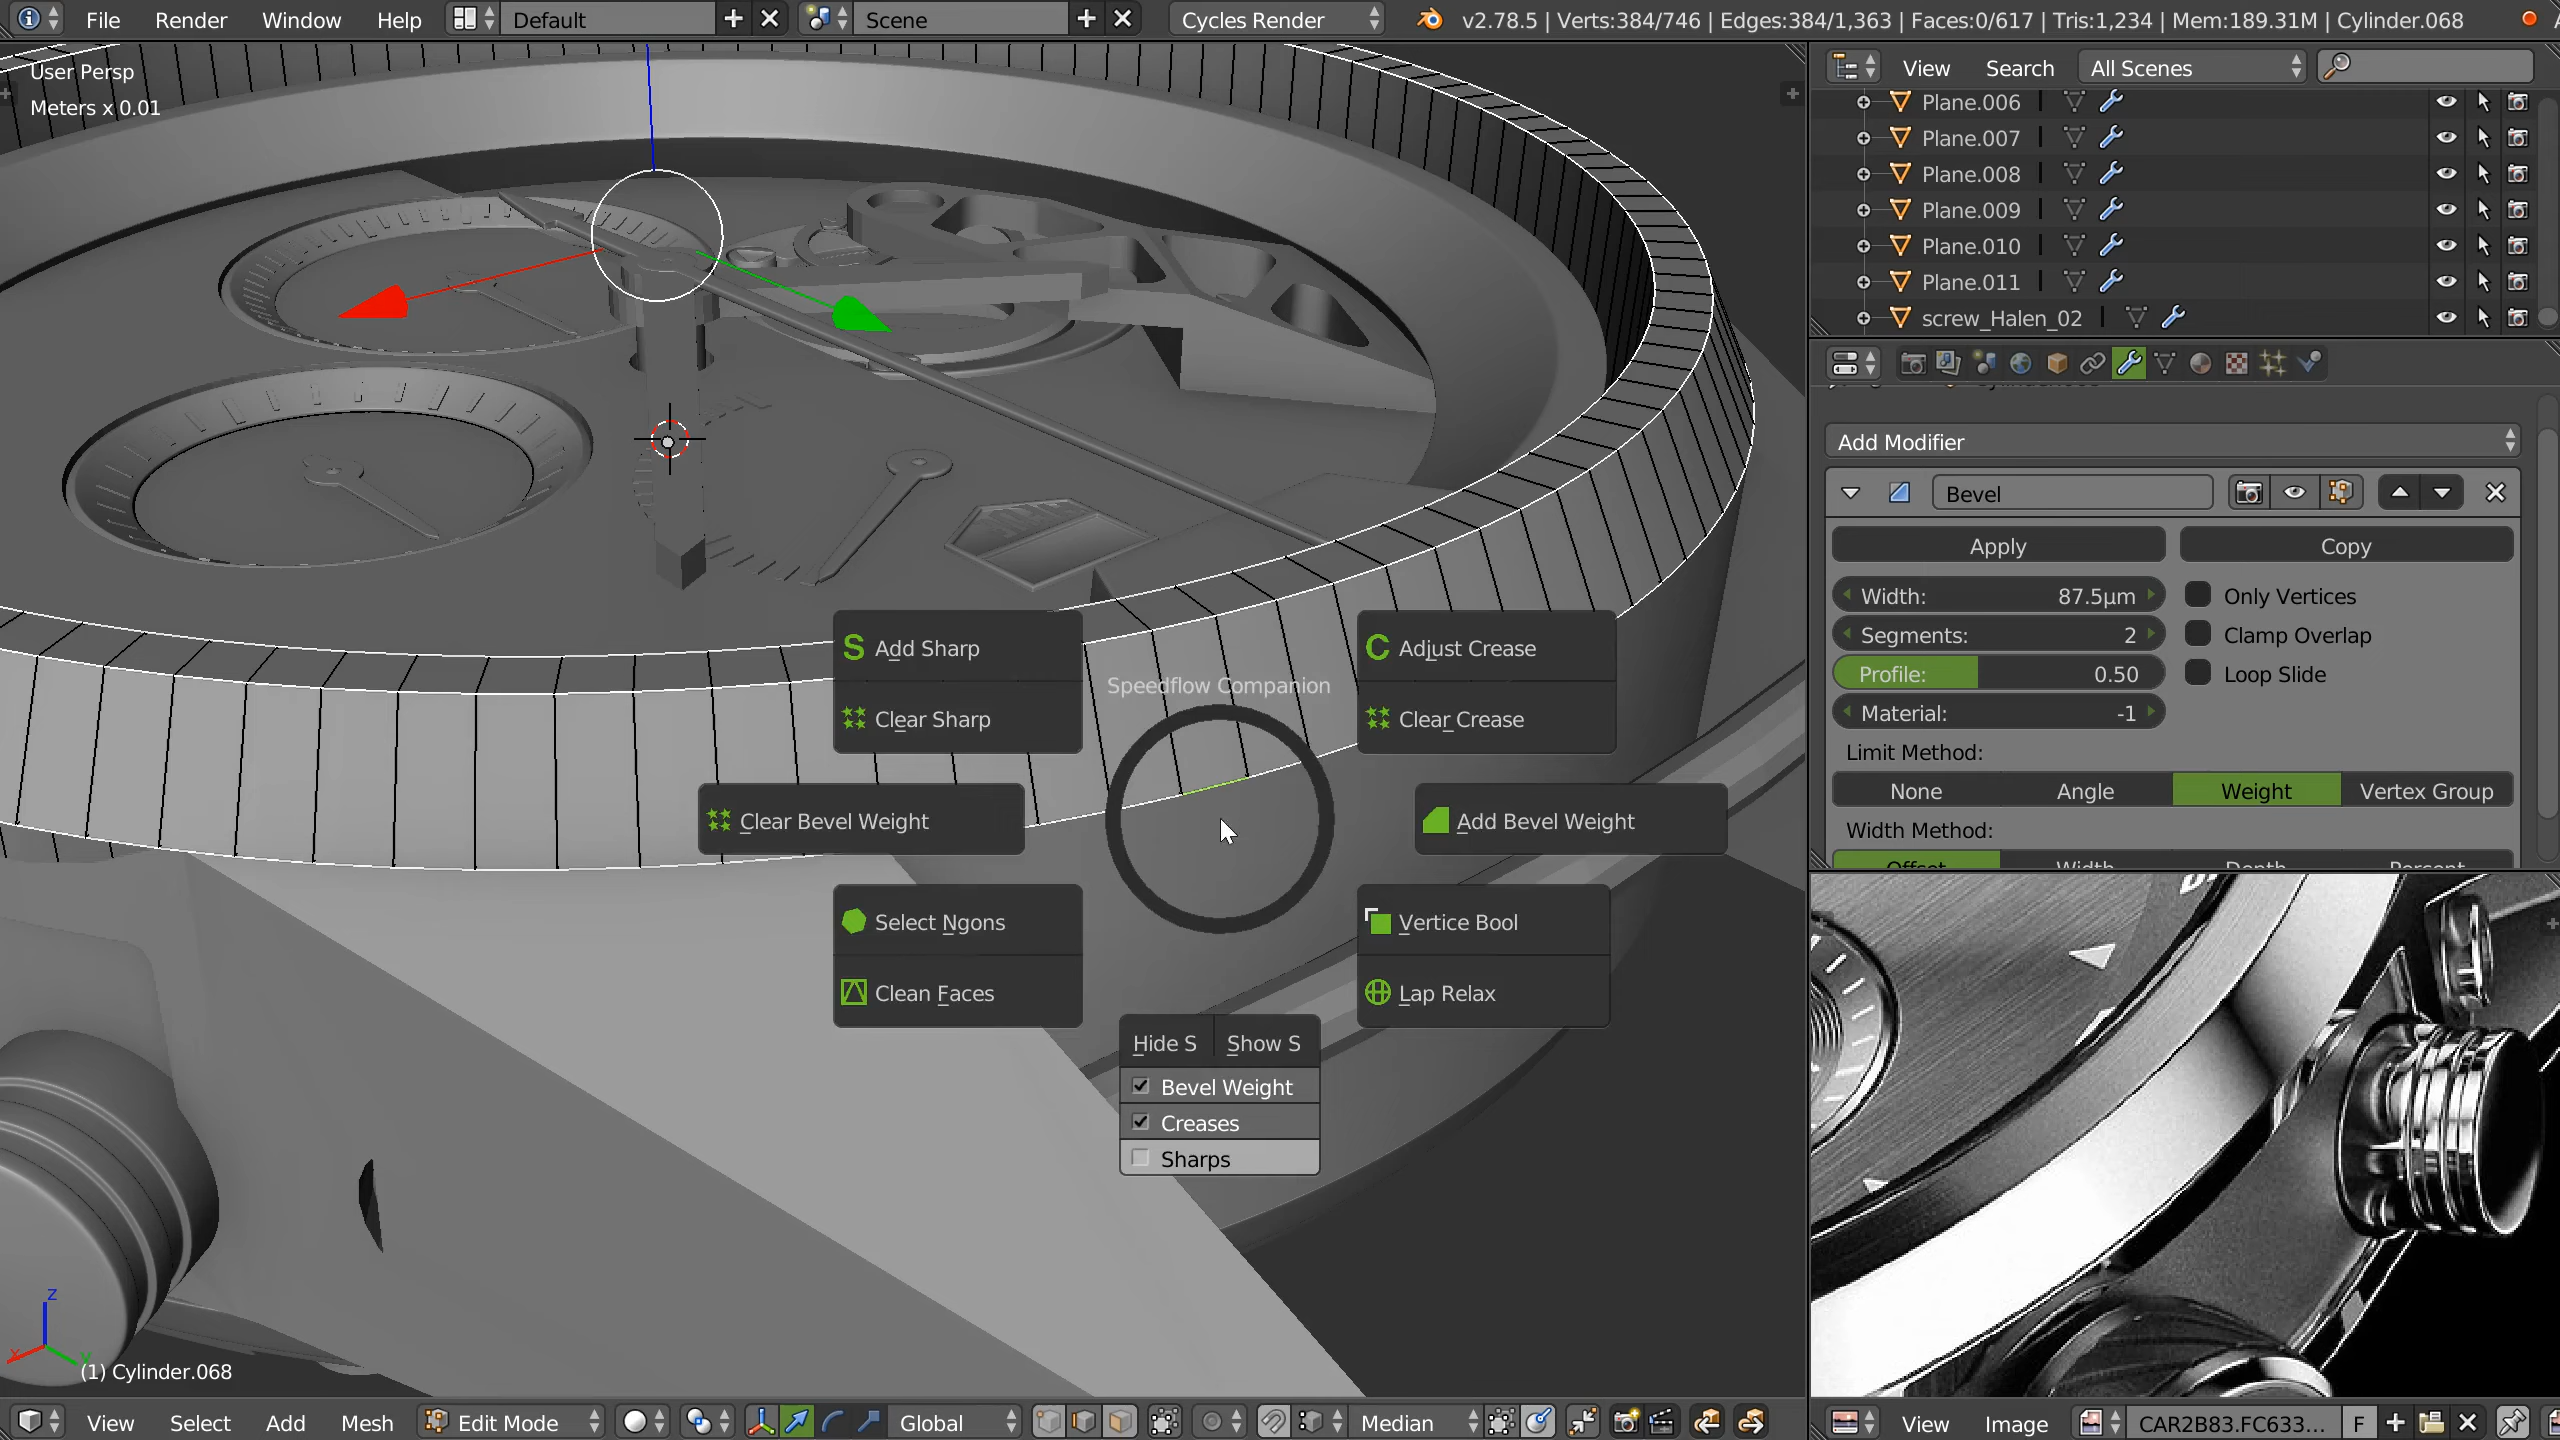 File Render Window Help Default Scene Cycles Render v2.78.5 | Verts:384/746 | Edges:384/1,363 | Faces:0/617 | Tris:1,234 | Mem:189.31M | Cylinder.068
User Persp
Meters x 0.01
View Search All Scenes
Plane.006
Plane.007
Plane.008
Plane.009
Plane.010
Plane.011
screw_Halen_02
Add Modifier
Bevel
Apply Copy
Width: 87.5µm Only Vertices
Segments: 2 Clamp Overlap
Profile: 0.50 Loop Slide
Material: -1
Limit Method:
None Angle Weight Vertex Group
Width Method:
Offset Width Depth Percent
Add Sharp
Clear Sharp
Adjust Crease
Clear Crease
Speedflow Companion
Clear Bevel Weight
Add Bevel Weight
Select Ngons
Clean Faces
Vertice Bool
Lap Relax
Hide S Show S
Bevel Weight
Creases
Sharps
z
x y
(1) Cylinder.068
View Select Add Mesh Edit Mode Global Median
View Image CAR2B83.FC633... F